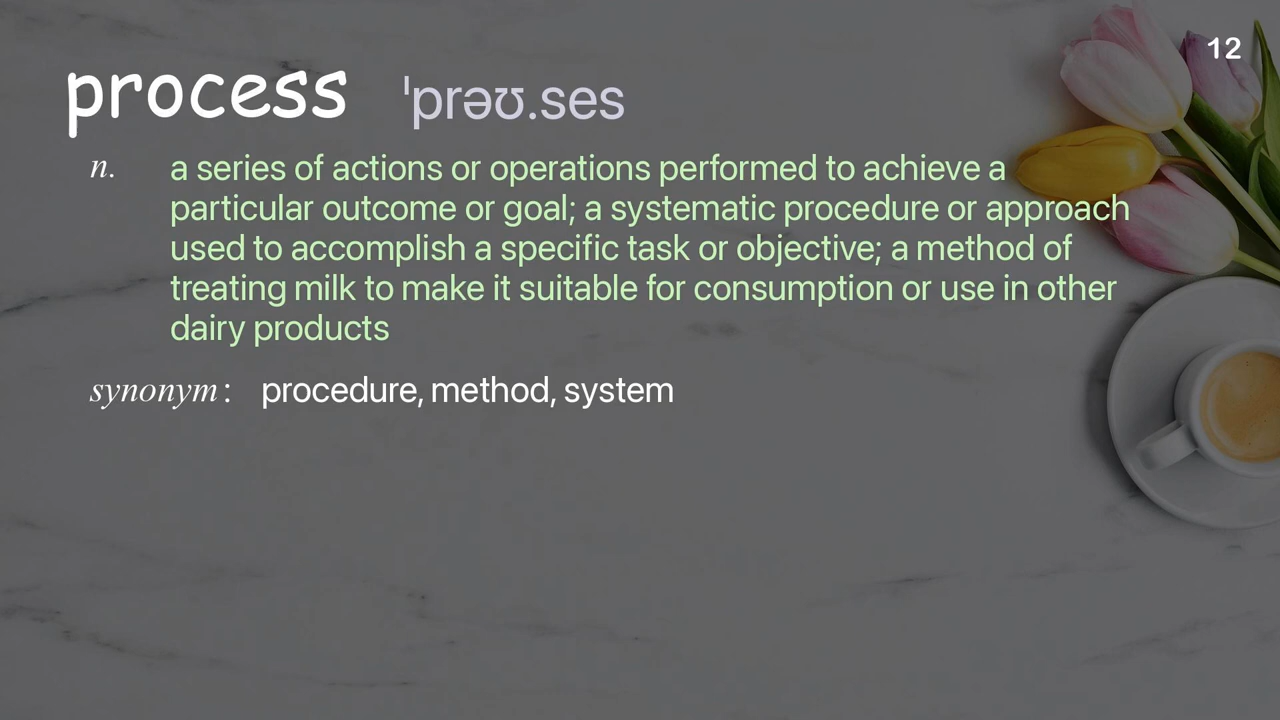 12
process ˈprəʊ.ses
n. a series of actions or operations performed to achieve a
particular outcome or goal; a systematic procedure or approach
used to accomplish a specific task or objective; a method of
treating milk to make it suitable for consumption or use in other
dairy products
synonym: procedure, method, system